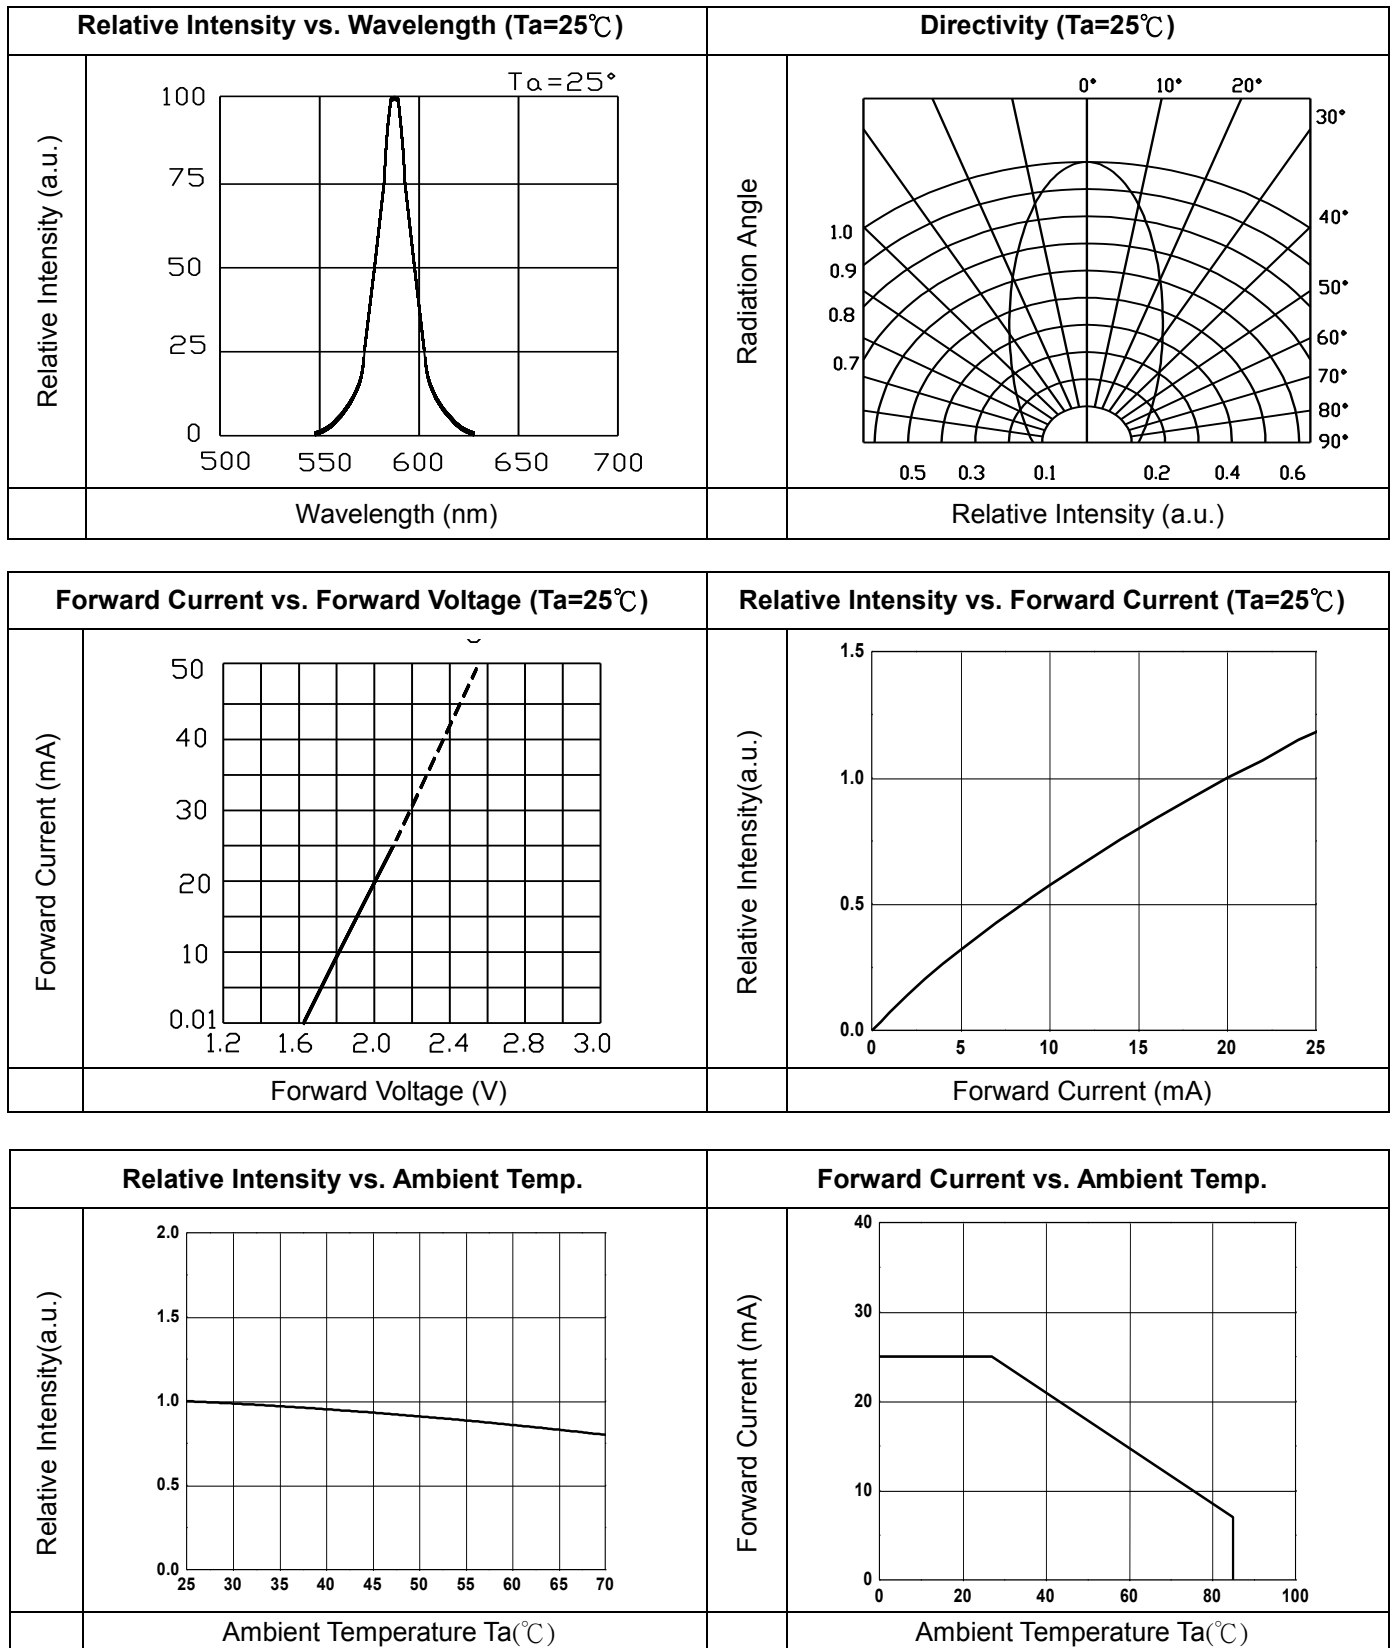 Relative Intensity vs. Wavelength (Ta=25℃)
Directivity (Ta=25℃)
Relative Intensity (a.u.)
Ta=25°
100
75
50
25
0
500 550 600 650 700
Wavelength (nm)
Radiation Angle
0° 10° 20°
30°
40°
50°
60°
70°
80°
90°
1.0
0.9
0.8
0.7
0.5 0.3 0.1 0.2 0.4 0.6
Relative Intensity (a.u.)
Forward Current vs. Forward Voltage (Ta=25℃)
Relative Intensity vs. Forward Current (Ta=25℃)
Forward Current (mA)
50
40
30
20
10
0.01
1.2 1.6 2.0 2.4 2.8 3.0
Forward Voltage (V)
Relative Intensity(a.u.)
1.5
1.0
0.5
0.0
0 5 10 15 20 25
Forward Current (mA)
Relative Intensity vs. Ambient Temp.
Forward Current vs. Ambient Temp.
Relative Intensity(a.u.)
2.0
1.5
1.0
0.5
0.0
25 30 35 40 45 50 55 60 65 70
Ambient Temperature Ta(℃)
Forward Current (mA)
40
30
20
10
0
0 20 40 60 80 100
Ambient Temperature Ta(℃)